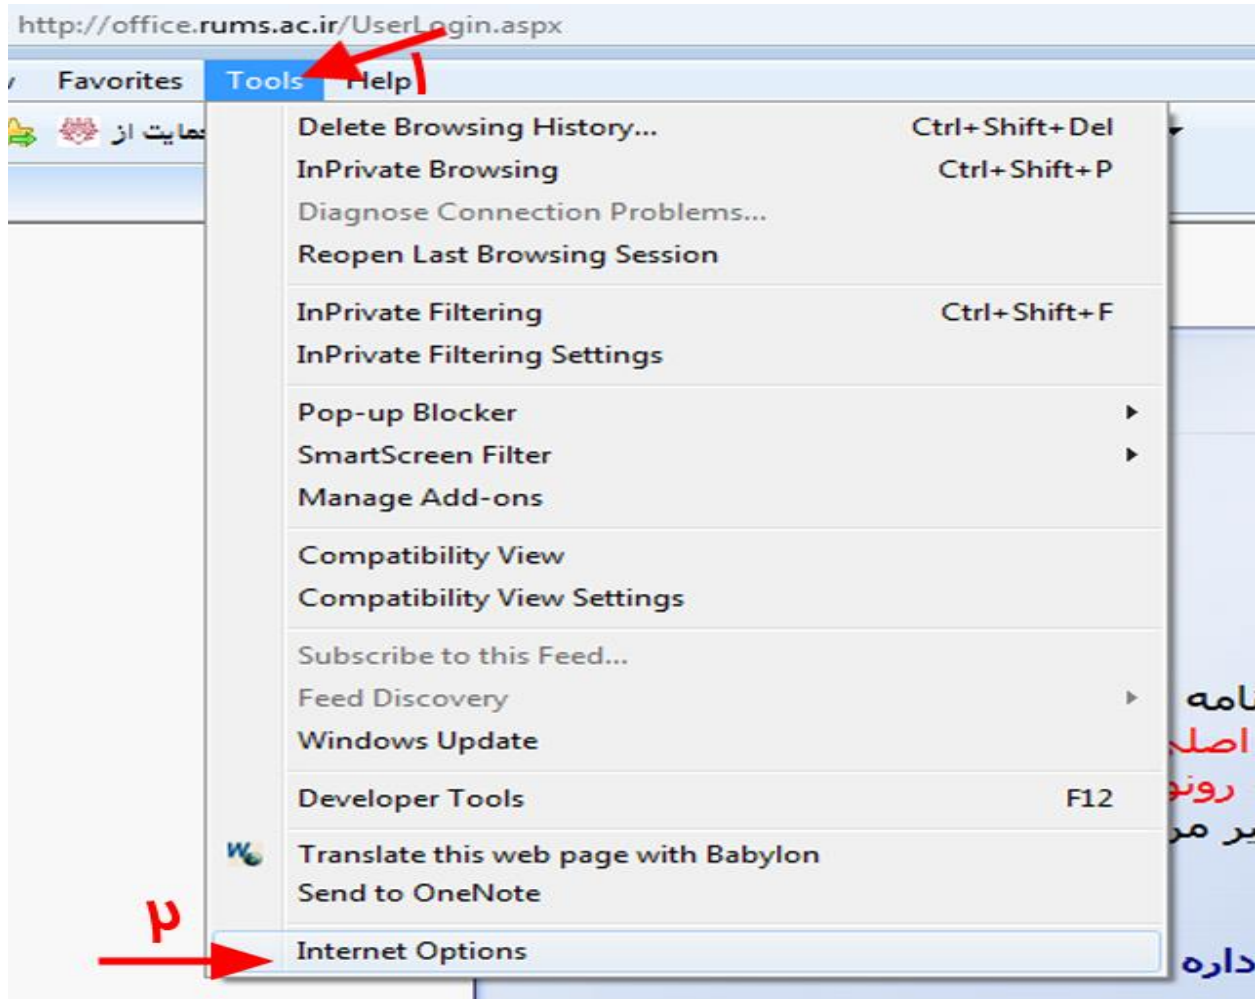 http://office.rums.ac.ir/UserLogin.aspx
Favorites Tools Help
۱
حمایت از
Delete Browsing History... Ctrl+Shift+Del
InPrivate Browsing Ctrl+Shift+P
Diagnose Connection Problems...
Reopen Last Browsing Session
InPrivate Filtering Ctrl+Shift+F
InPrivate Filtering Settings
Pop-up Blocker
SmartScreen Filter
Manage Add-ons
Compatibility View
Compatibility View Settings
Subscribe to this Feed...
Feed Discovery
نامه
Windows Update
اصلی
Developer Tools F12
Translate this web page with Babylon
Send to OneNote
۲
Internet Options